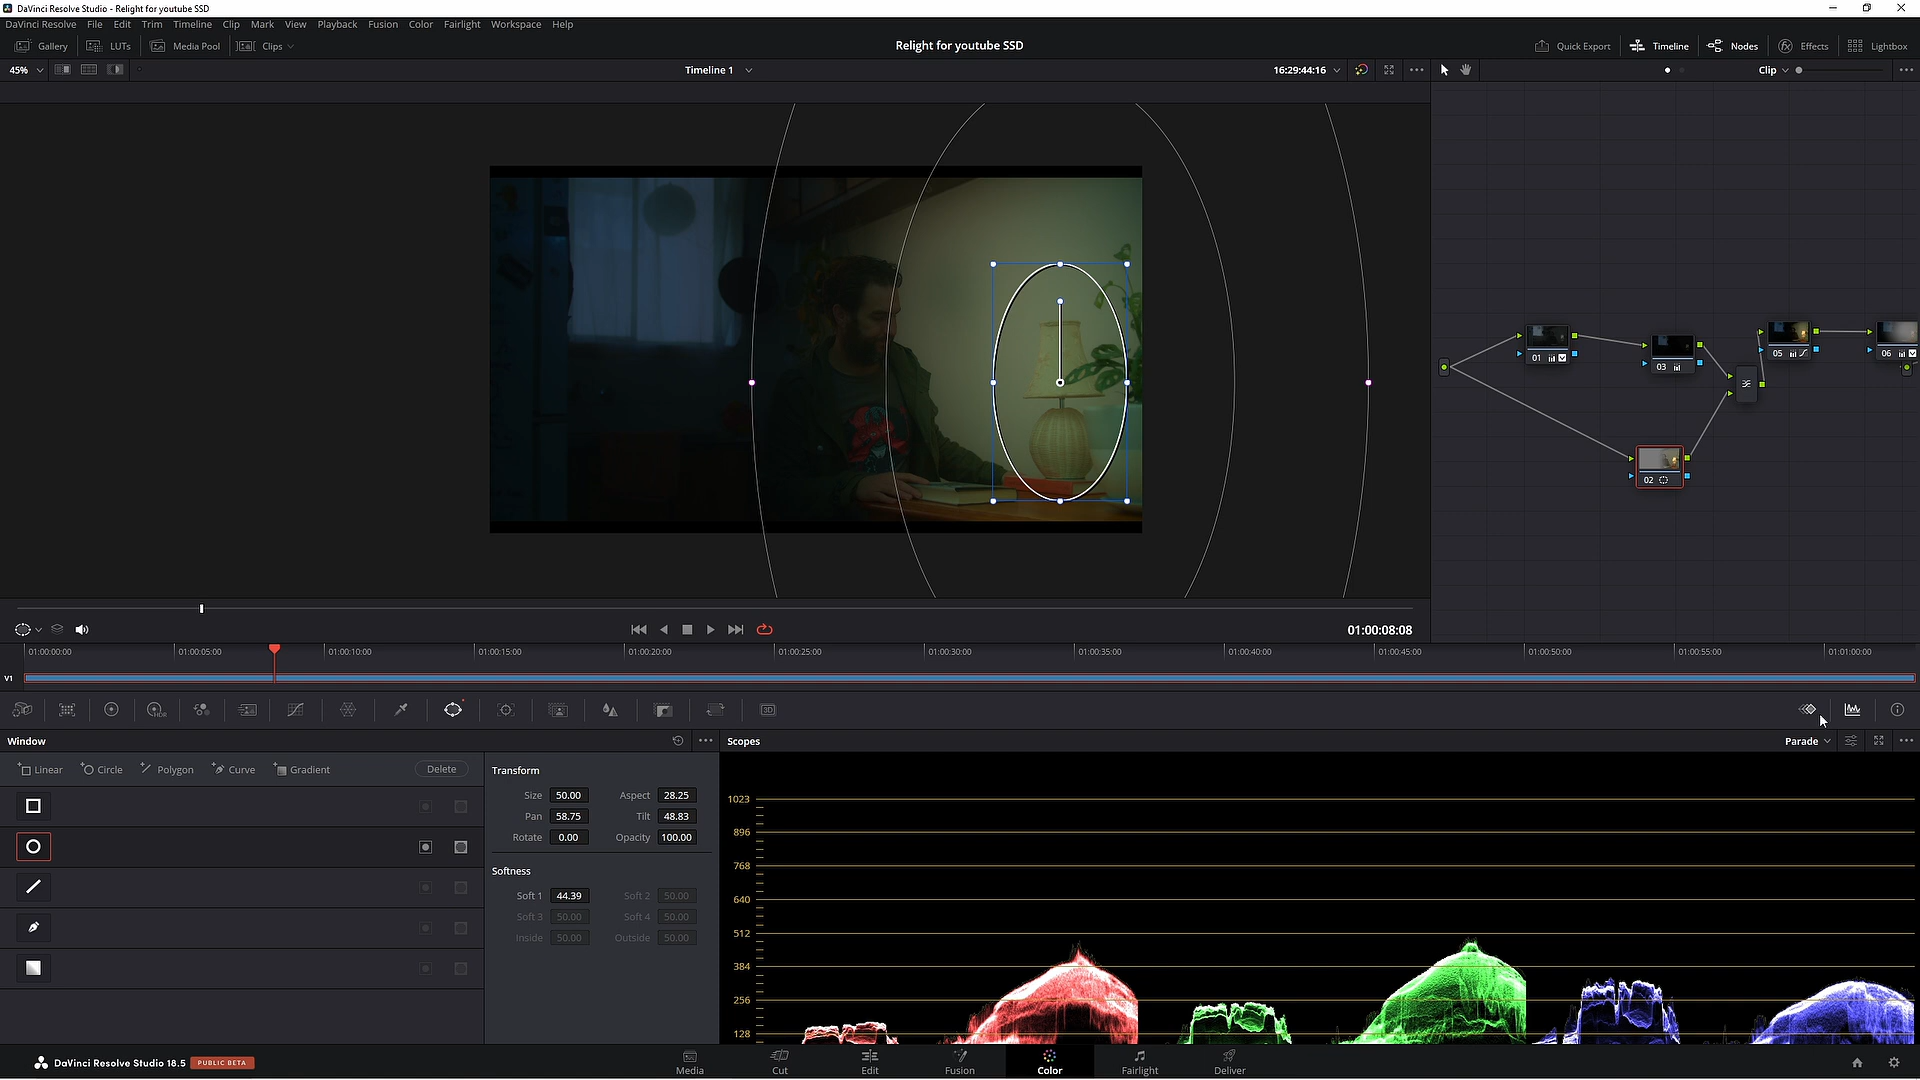 DaVinci Resolve Studio - Relight for youtube SSD
DaVinci Resolve File Edit Trim Timeline Clip Mark View Playback Fusion Color Fairlight Workspace Help
Gallery LUTs Media Pool Clips Relight for youtube SSD Quick Export Timeline Nodes Effects Lightbox
45% Timeline 1 16:29:44:16 Clip
01
03
05
06
02
01:00:08:08
01:00:00:00 01:00:05:00 01:00:10:00 01:00:15:00 01:00:20:00 01:00:25:00 01:00:30:00 01:00:35:00 01:00:40:00 01:00:45:00 01:00:50:00 01:00:55:00 01:01:00:00
V1
HDR
3D
Window
Linear Circle Polygon Curve Gradient Delete
Transform
Size 50.00 Aspect 28.25
Pan 58.75 Tilt 48.83
Rotate 0.00 Opacity 100.00
Softness
Soft 1 44.39 Soft 2 50.00
Soft 3 50.00 Soft 4 50.00
Inside 50.00 Outside 50.00
Scopes Parade
1023
896
768
640
512
384
256
128
DaVinci Resolve Studio 18.5 PUBLIC BETA
Media Cut Edit Fusion Color Fairlight Deliver